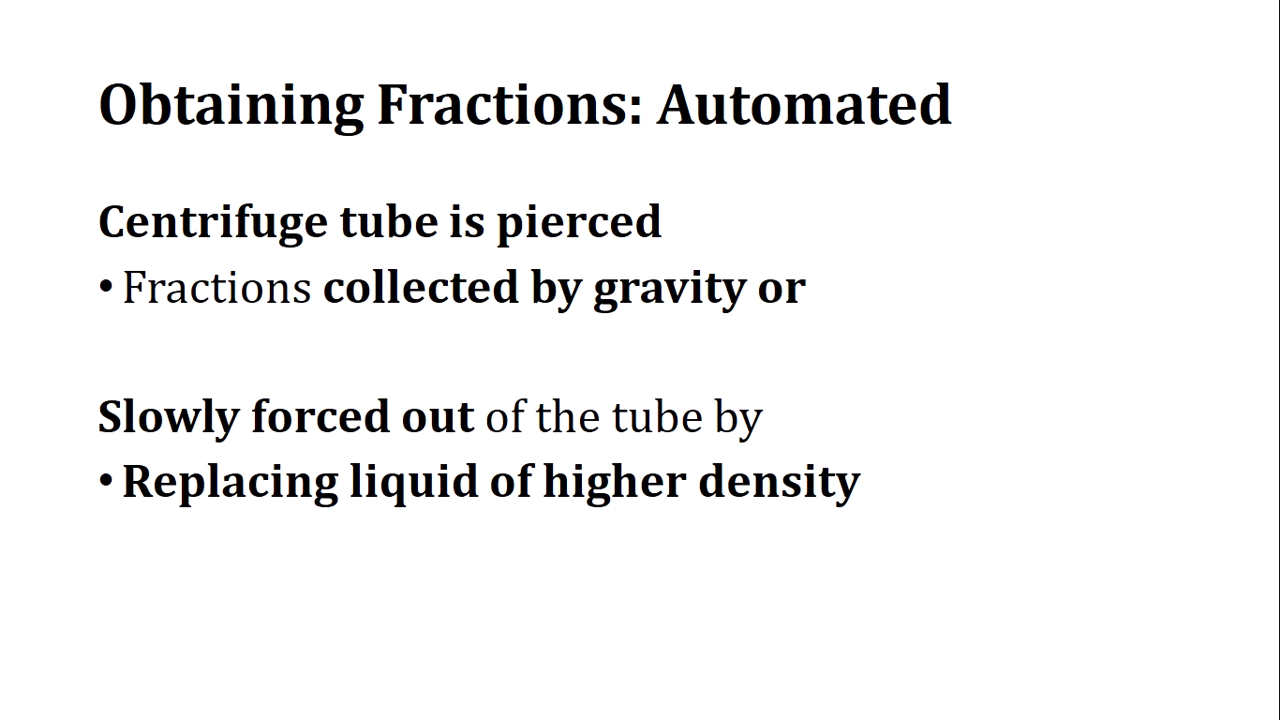 Obtaining Fractions: Automated
Centrifuge tube is pierced
• Fractions collected by gravity or
Slowly forced out of the tube by
• Replacing liquid of higher density